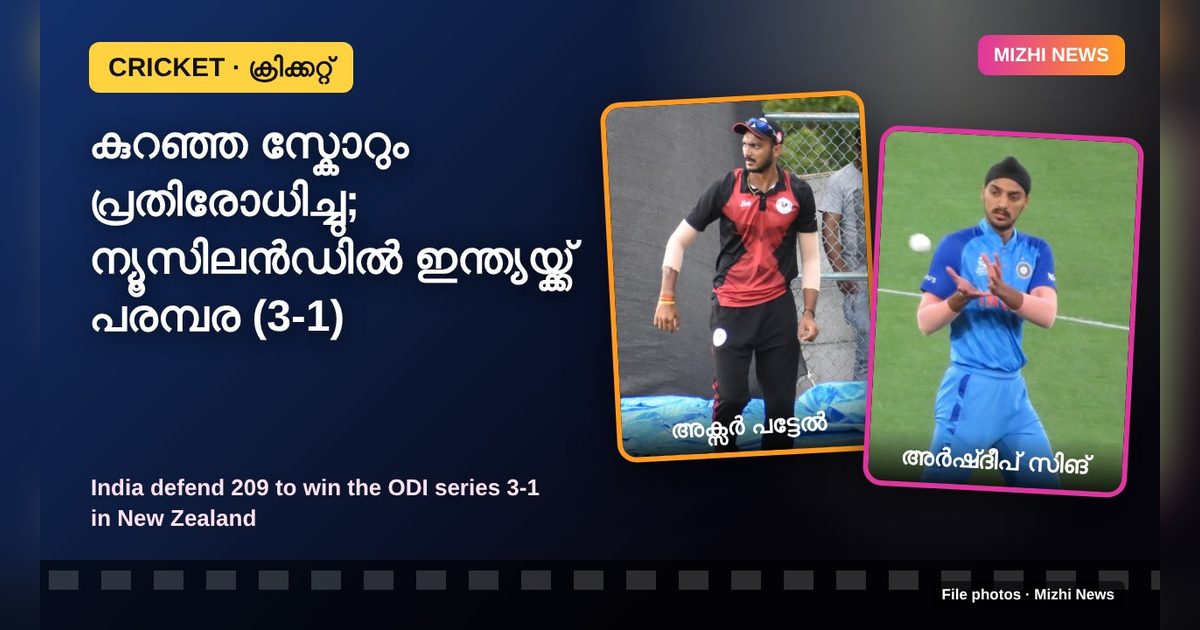 CRICKET · ക്രിക്കറ്റ്
MIZHI NEWS
കുറഞ്ഞ സ്കോറും
പ്രതിരോധിച്ചു;
ന്യൂസിലൻഡിൽ ഇന്ത്യയ്ക്ക്
പരമ്പര (3-1)
Jio
അക്സർ പട്ടേൽ
അർഷ്ദീപ് സിങ്
India defend 209 to win the ODI series 3-1
in New Zealand
File photos · Mizhi News